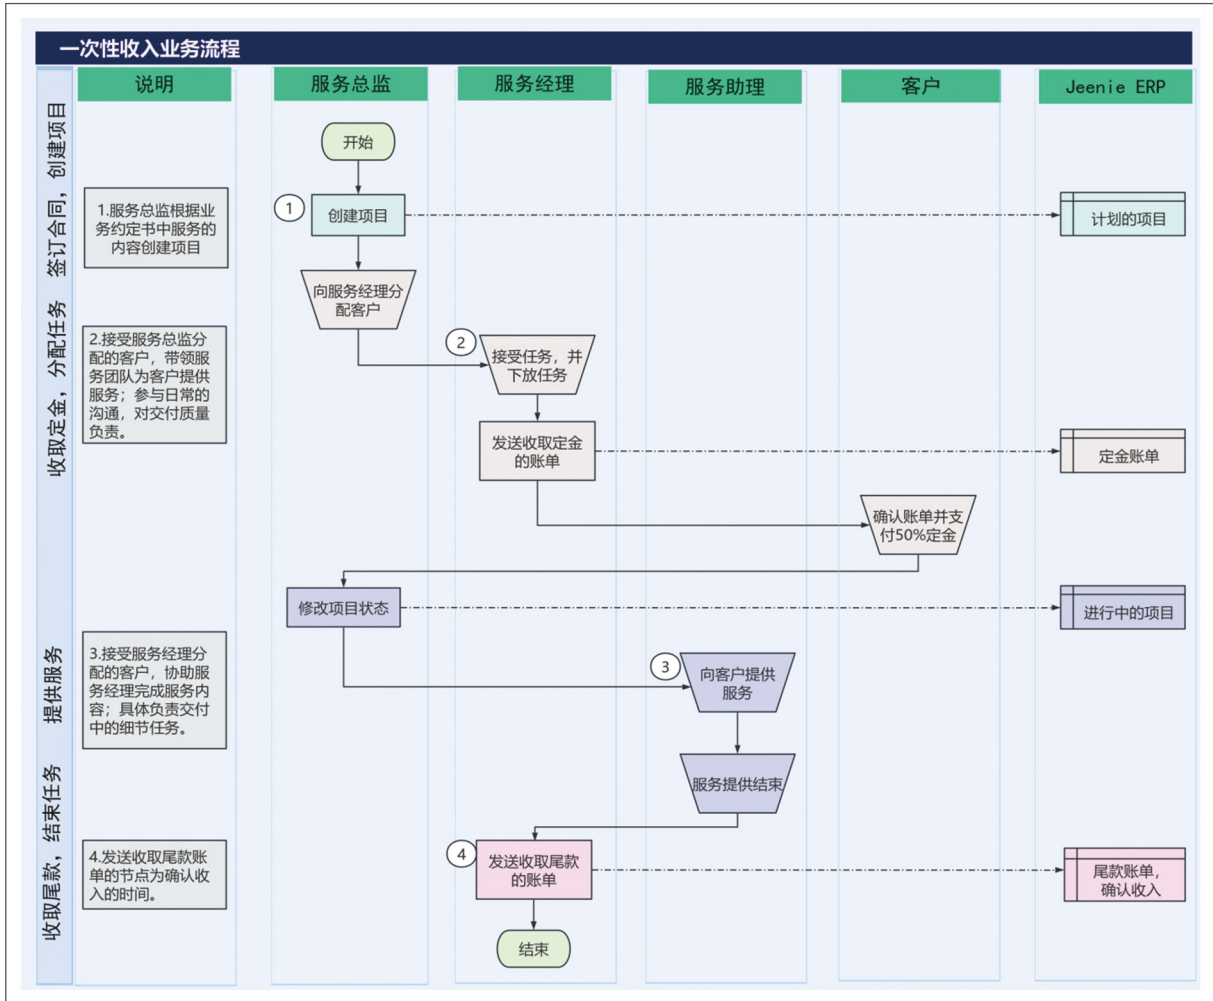 一次性收入业务流程
说明
服务总监
服务经理
服务助理
客户
Jeenie ERP
签订合同，创建项目
开始
1.服务总监根据业
务约定书中服务的
内容创建项目
1
创建项目
计划的项目
向服务经理分
配客户
收取定金，分配任务
2.接受服务总监分
配的客户，带领服
务团队为客户提供
服务；参与日常的
沟通，对交付质量
负责。
2
接受任务，并
下放任务
发送收取定金
的账单
定金账单
确认账单并支
付50%定金
修改项目状态
进行中的项目
提供服务
3.接受服务经理分
配的客户，协助服
务经理完成服务内
容；具体负责交付
中的细节任务。
3
向客户提供
服务
服务提供结束
收取尾款，结束任务
4.发送收取尾款账
单的节点为确认收
入的时间。
4
发送收取尾款
的账单
尾款账单，
确认收入
结束